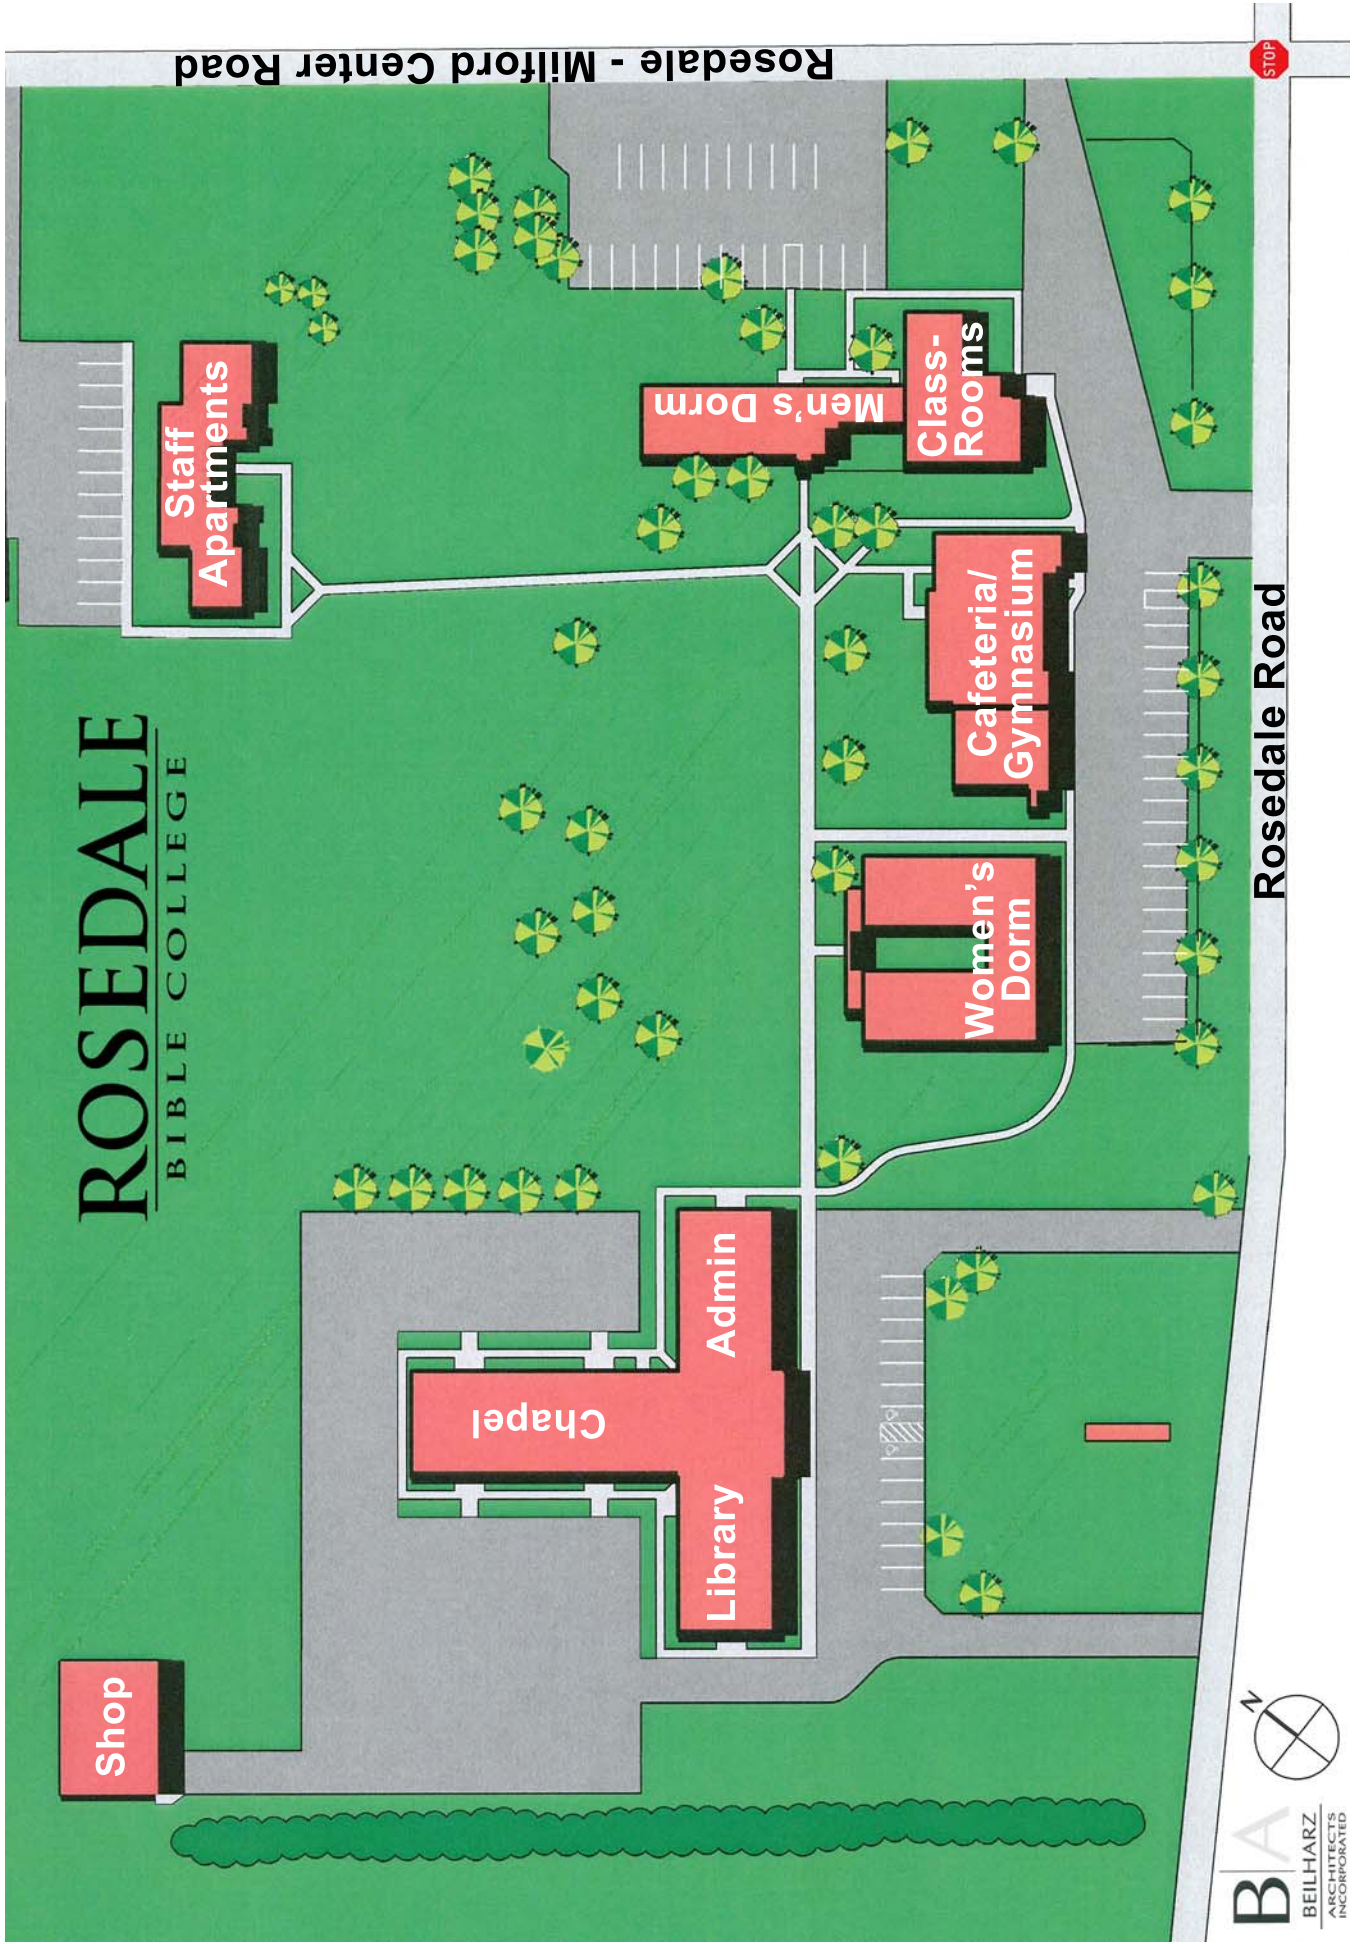 ROSEDALE
BIBLE COLLEGE
Shop
Library
Chapel
Admin
Women's
Dorm
Cafeteria/
Gymnasium
Staff
Apartments
Men's Dorm
Class-
Rooms
Rosedale - Milford Center Road
Rosedale Road
STOP
N
B|A
BEILHARZ
ARCHITECTS
INCORPORATED